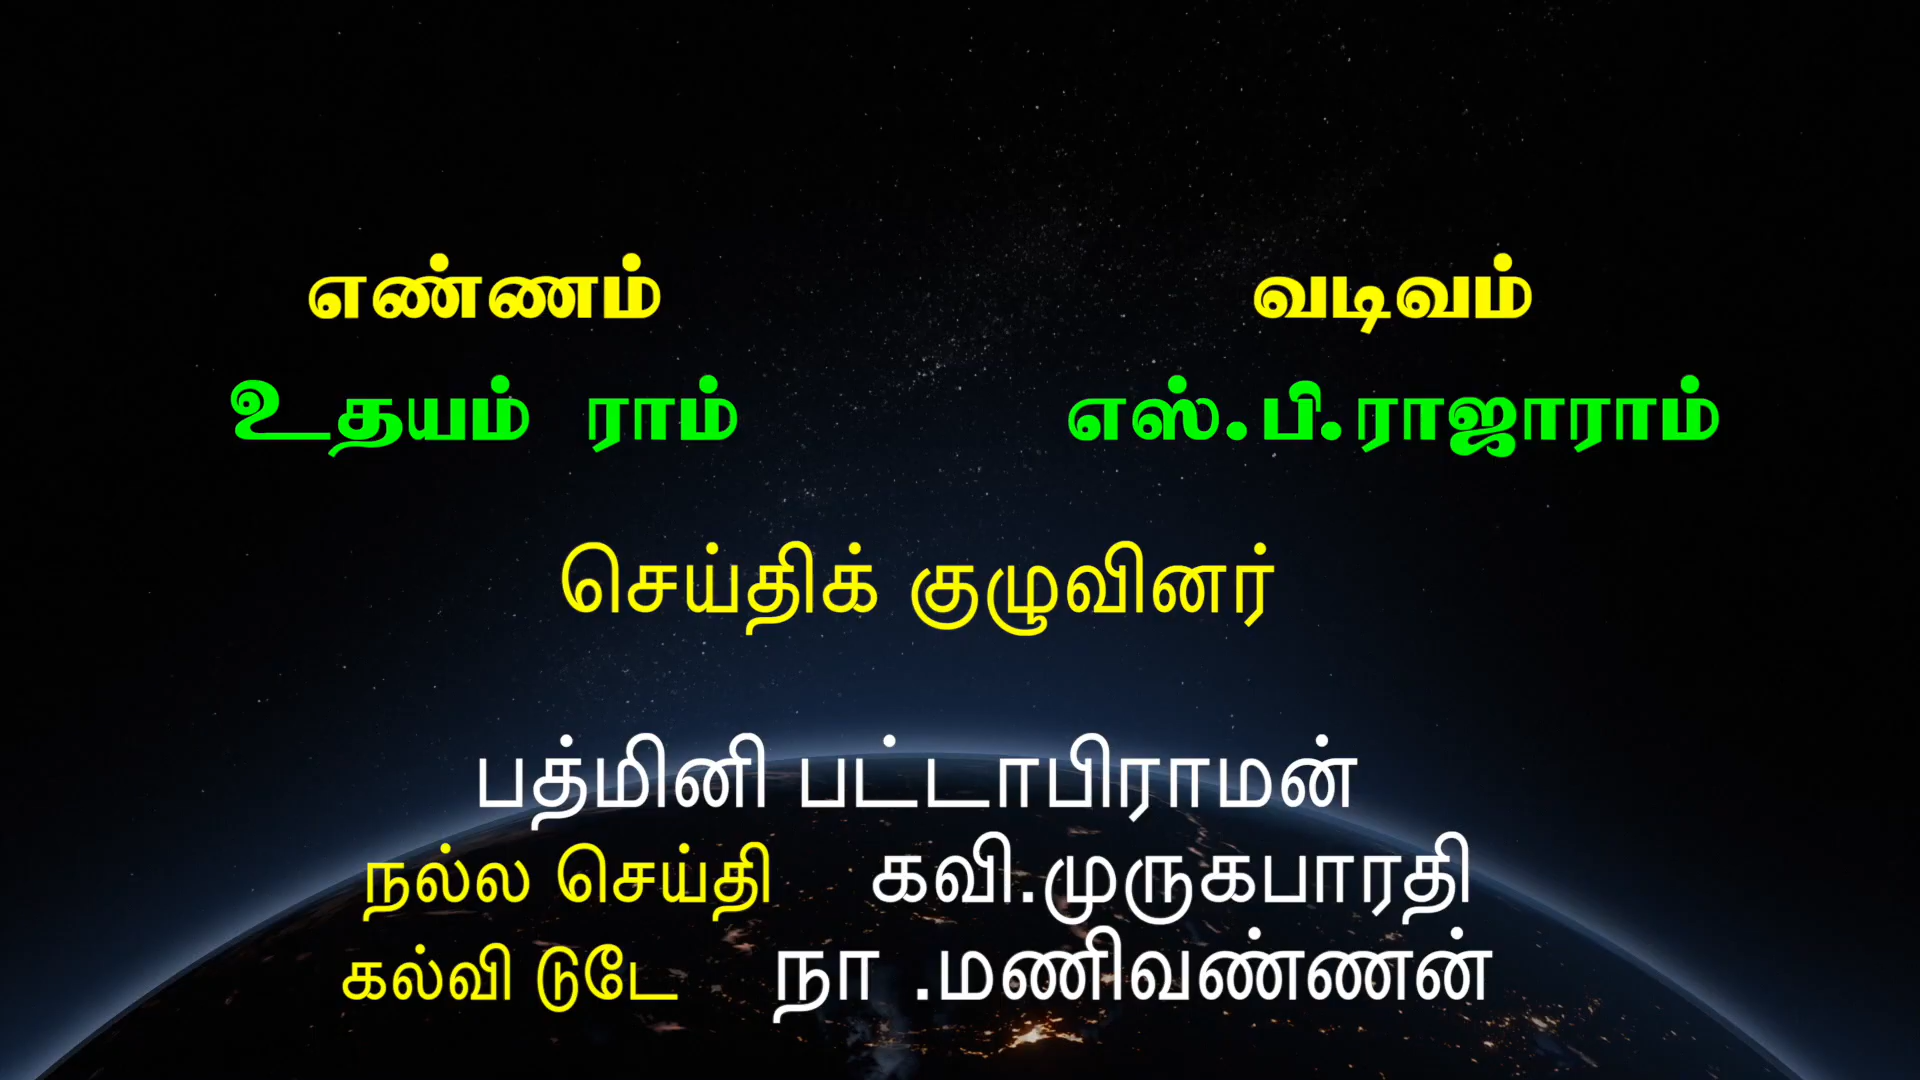 எண்ணம் வடிவம்
உதயம் ராம் எஸ்.பி.ராஜாராம்
செய்திக் குழுவினர்
பத்மினி பட்டாபிராமன்
நல்ல செய்தி கவி.முருகபாரதி
கல்வி டுடே நா .மணிவண்ணன்